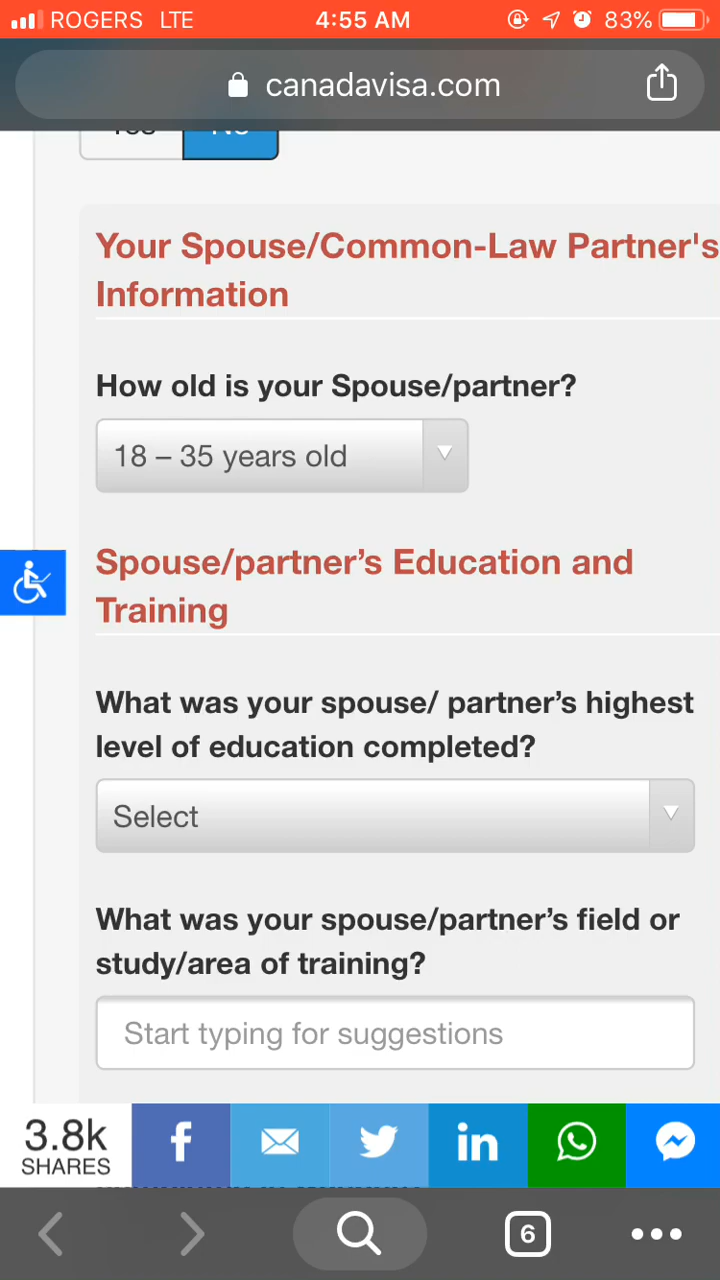 ROGERS LTE 4:55 AM 83%
canadavisa.com
Your Spouse/Common-Law Partner's
Information
How old is your Spouse/partner?
18 – 35 years old
Spouse/partner’s Education and
Training
What was your spouse/ partner’s highest
level of education completed?
Select
What was your spouse/partner’s field or
study/area of training?
Start typing for suggestions
3.8k
SHARES
f
in
6